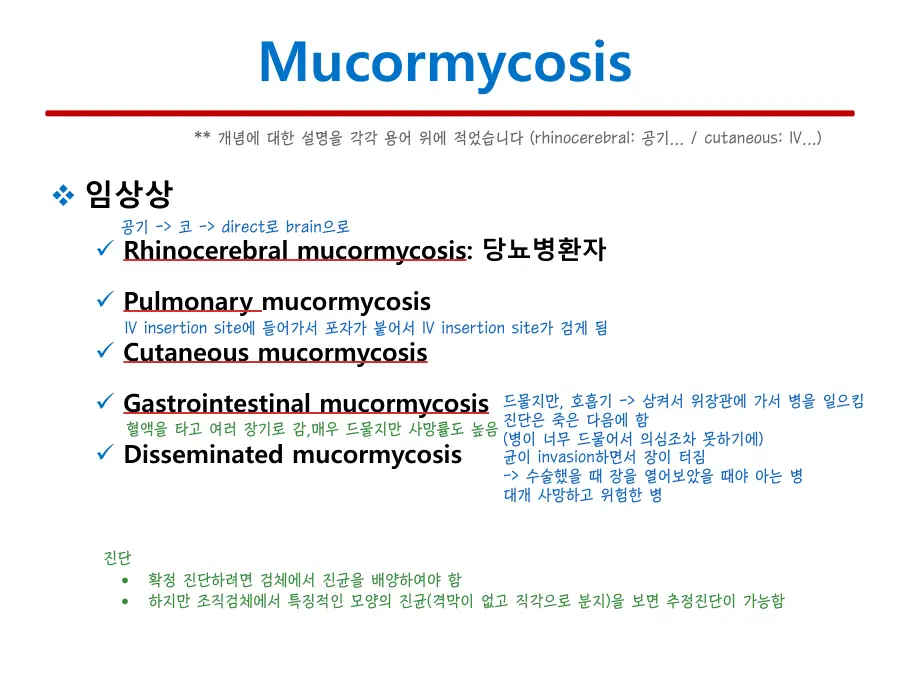 Mucormycosis
** 개념에 대한 설명을 각각 용어 위에 적었습니다 (rhinocerebral: 공기... / cutaneous: IV...)
❖ 임상상
공기 -> 코 -> direct로 brain으로
✓ Rhinocerebral mucormycosis: 당뇨병환자
✓ Pulmonary mucormycosis
IV insertion site에 들어가서 포자가 붙어서 IV insertion site가 검게 됨
✓ Cutaneous mucormycosis
✓ Gastrointestinal mucormycosis
드물지만, 호흡기 -> 삼켜서 위장관에 가서 병을 일으킴
진단은 죽은 다음에 함
(병이 너무 드물어서 의심조차 못하기에)
균이 invasion하면서 장이 터짐
-> 수술했을 때 장을 열어보았을 때야 아는 병
대개 사망하고 위험한 병
혈액을 타고 여러 장기로 감,매우 드물지만 사망률도 높음
✓ Disseminated mucormycosis
진단
• 확정 진단하려면 검체에서 진균을 배양하여야 함
• 하지만 조직검체에서 특징적인 모양의 진균(격막이 없고 직각으로 분지)을 보면 추정진단이 가능함